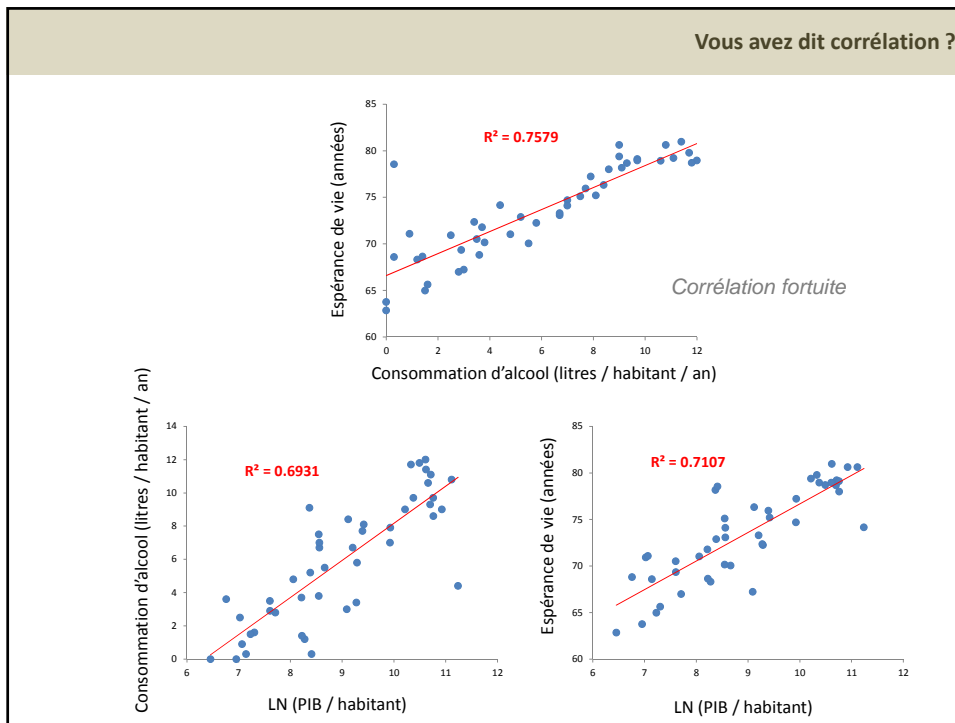 Vous avez dit corrélation ?
85
80
75
70
65
60
Espérance de vie (années)
R² = 0.7579
Corrélation fortuite
0 2 4 6 8 10 12
Consommation d'alcool (litres / habitant / an)
14
12
10
8
6
4
2
0
Consommation d'alcool (litres / habitant / an)
R² = 0.6931
6 7 8 9 10 11 12
LN (PIB / habitant)
85
80
75
70
65
60
Espérance de vie (années)
R² = 0.7107
6 7 8 9 10 11 12
LN (PIB / habitant)